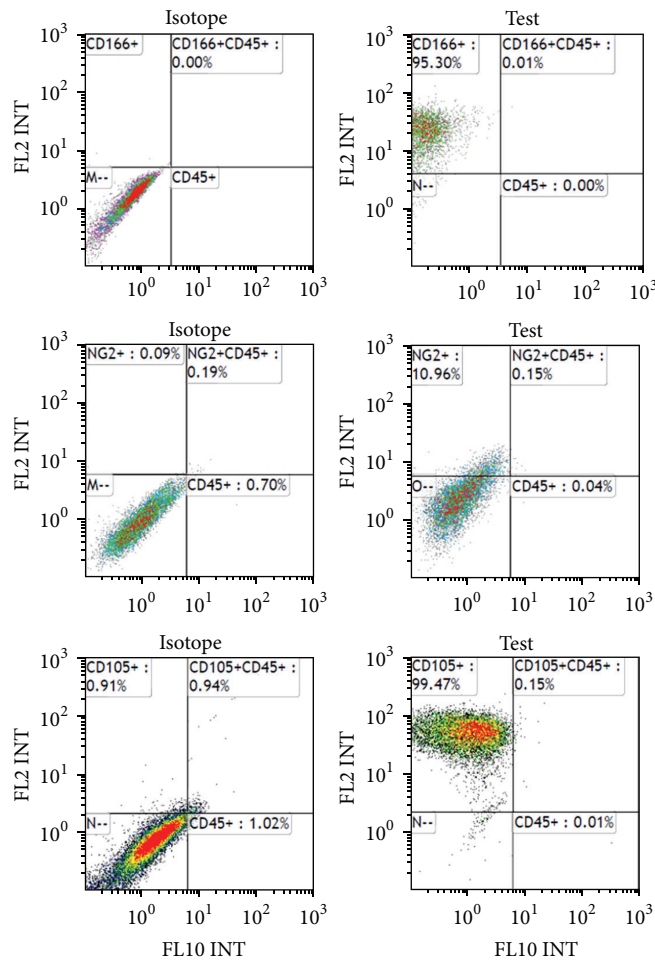 Isotope
Test
CD166+
CD166+CD45+ :
0.00%
CD166+ :
95.30%
CD166+CD45+ :
0.01%
M--
CD45+
N--
CD45+ : 0.00%
FL2 INT
10³
10²
10¹
10⁰
10⁰ 10¹ 10² 10³
FL2 INT
10³
10²
10¹
10⁰
10⁰ 10¹ 10² 10³
Isotope
Test
NG2+ : 0.09%
NG2+CD45+ :
0.19%
NG2+ :
10.96%
NG2+CD45+ :
0.15%
M--
CD45+ : 0.70%
O--
CD45+ : 0.04%
FL2 INT
10³
10²
10¹
10⁰
10⁰ 10¹ 10² 10³
FL2 INT
10³
10²
10¹
10⁰
10⁰ 10¹ 10² 10³
Isotope
Test
CD105+ :
0.91%
CD105+CD45+ :
0.94%
CD105+ :
99.47%
CD105+CD45+ :
0.15%
N--
CD45+ : 1.02%
N--
CD45+ : 0.01%
FL2 INT
10³
10²
10¹
10⁰
10⁰ 10¹ 10² 10³
FL10 INT
FL2 INT
10³
10²
10¹
10⁰
10⁰ 10¹ 10² 10³
FL10 INT